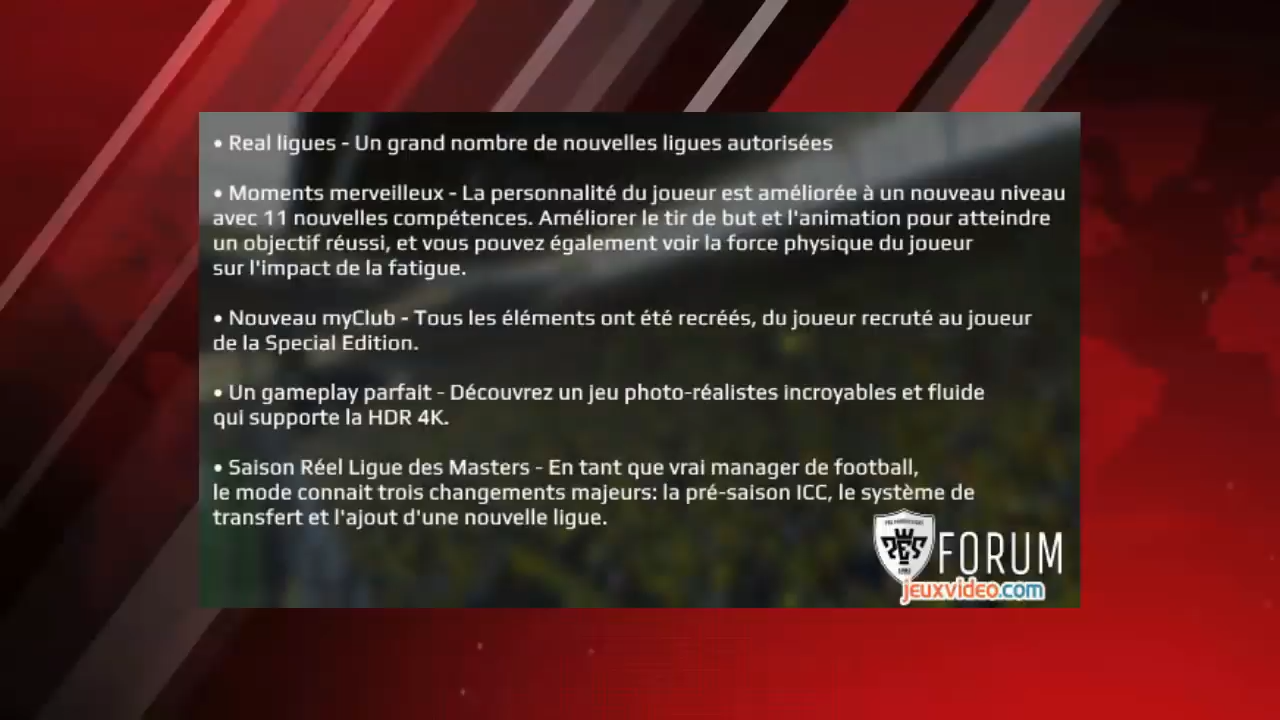 • Real ligues - Un grand nombre de nouvelles ligues autorisées
• Moments merveilleux - La personnalité du joueur est améliorée à un nouveau niveau
avec 11 nouvelles compétences. Améliorer le tir de but et l'animation pour atteindre
un objectif réussi, et vous pouvez également voir la force physique du joueur
sur l'impact de la fatigue.
• Nouveau myClub - Tous les éléments ont été recréés, du joueur recruté au joueur
de la Special Edition.
• Un gameplay parfait - Découvrez un jeu photo-réalistes incroyables et fluide
qui supporte la HDR 4K.
• Saison Réel Ligue des Masters - En tant que vrai manager de football,
le mode connait trois changements majeurs: la pré-saison ICC, le système de
transfert et l'ajout d'une nouvelle ligue.
PES
FORUM
jeuxvideo.com